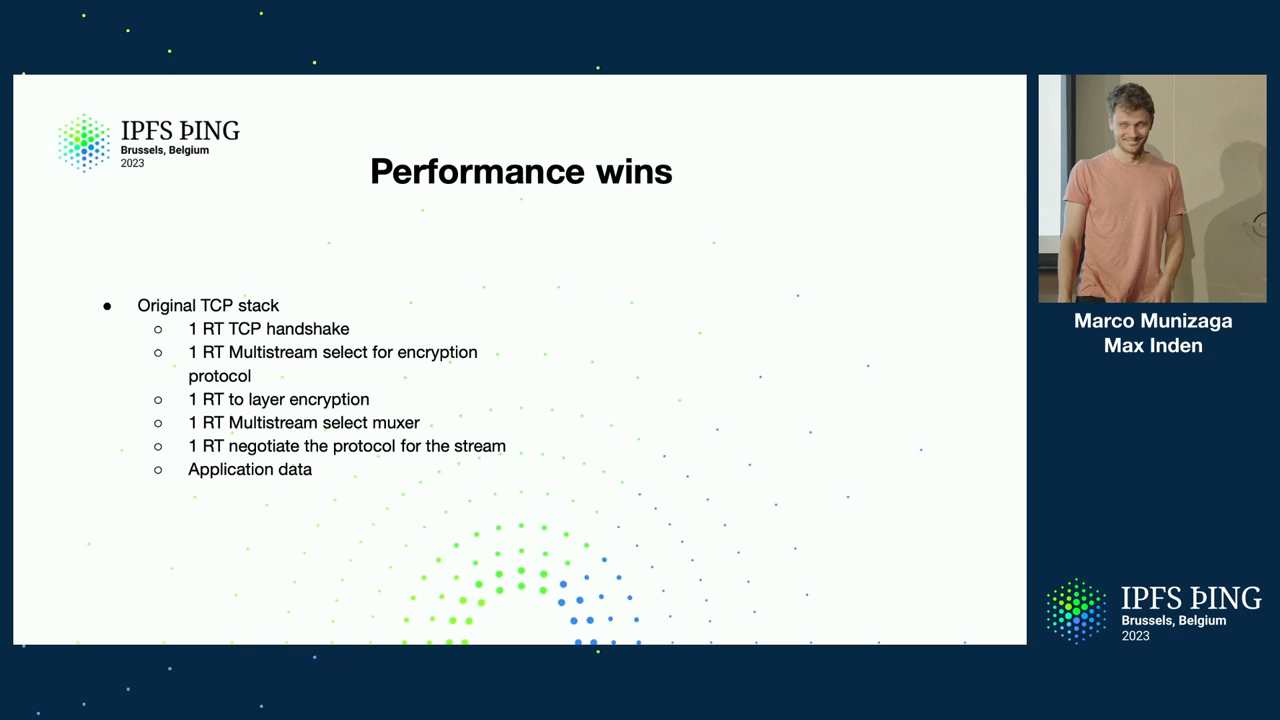 IPFS ÞING
Brussels, Belgium
2023
Performance wins
● Original TCP stack
○ 1 RT TCP handshake
○ 1 RT Multistream select for encryption
protocol
○ 1 RT to layer encryption
○ 1 RT Multistream select muxer
○ 1 RT negotiate the protocol for the stream
○ Application data
Marco Munizaga
Max Inden
IPFS ÞING
Brussels, Belgium
2023